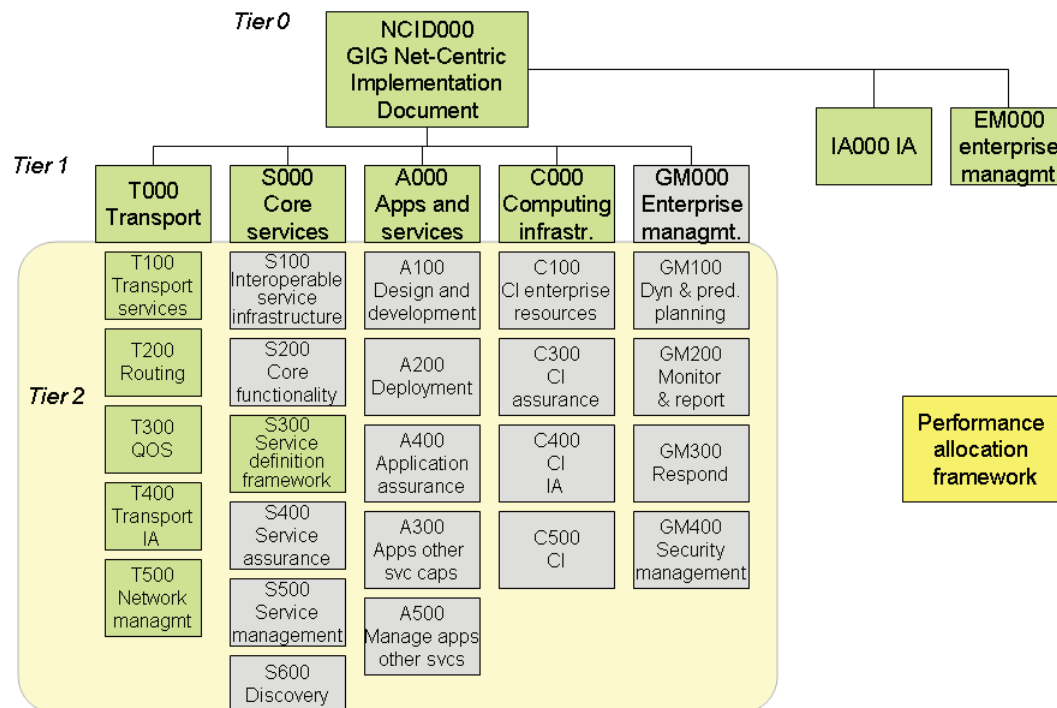 Tier 0
NCID000
GIG Net-Centric
Implementation
Document
IA000 IA
EM000
enterprise
managmt.
Tier 1
T000
Transport
S000
Core
services
A000
Apps and
services
C000
Computing
infrastr.
GM000
Enterprise
managmt.
Tier 2
T100
Transport
services
T200
Routing
T300
QOS
T400
Transport
IA
T500
Network
managmt
S100
Interoperable
service
infrastructure
S200
Core
functionality
S300
Service
definition
framework
S400
Service
assurance
S500
Service
management
S600
Discovery
A100
Design and
development
A200
Deployment
A400
Application
assurance
A300
Apps other
svc caps
A500
Manage apps
other svcs
C100
CI enterprise
resources
C300
CI
assurance
C400
CI
IA
C500
CI
GM100
Dyn & pred.
planning
GM200
Monitor
& report
GM300
Respond
GM400
Security
management
Performance
allocation
framework